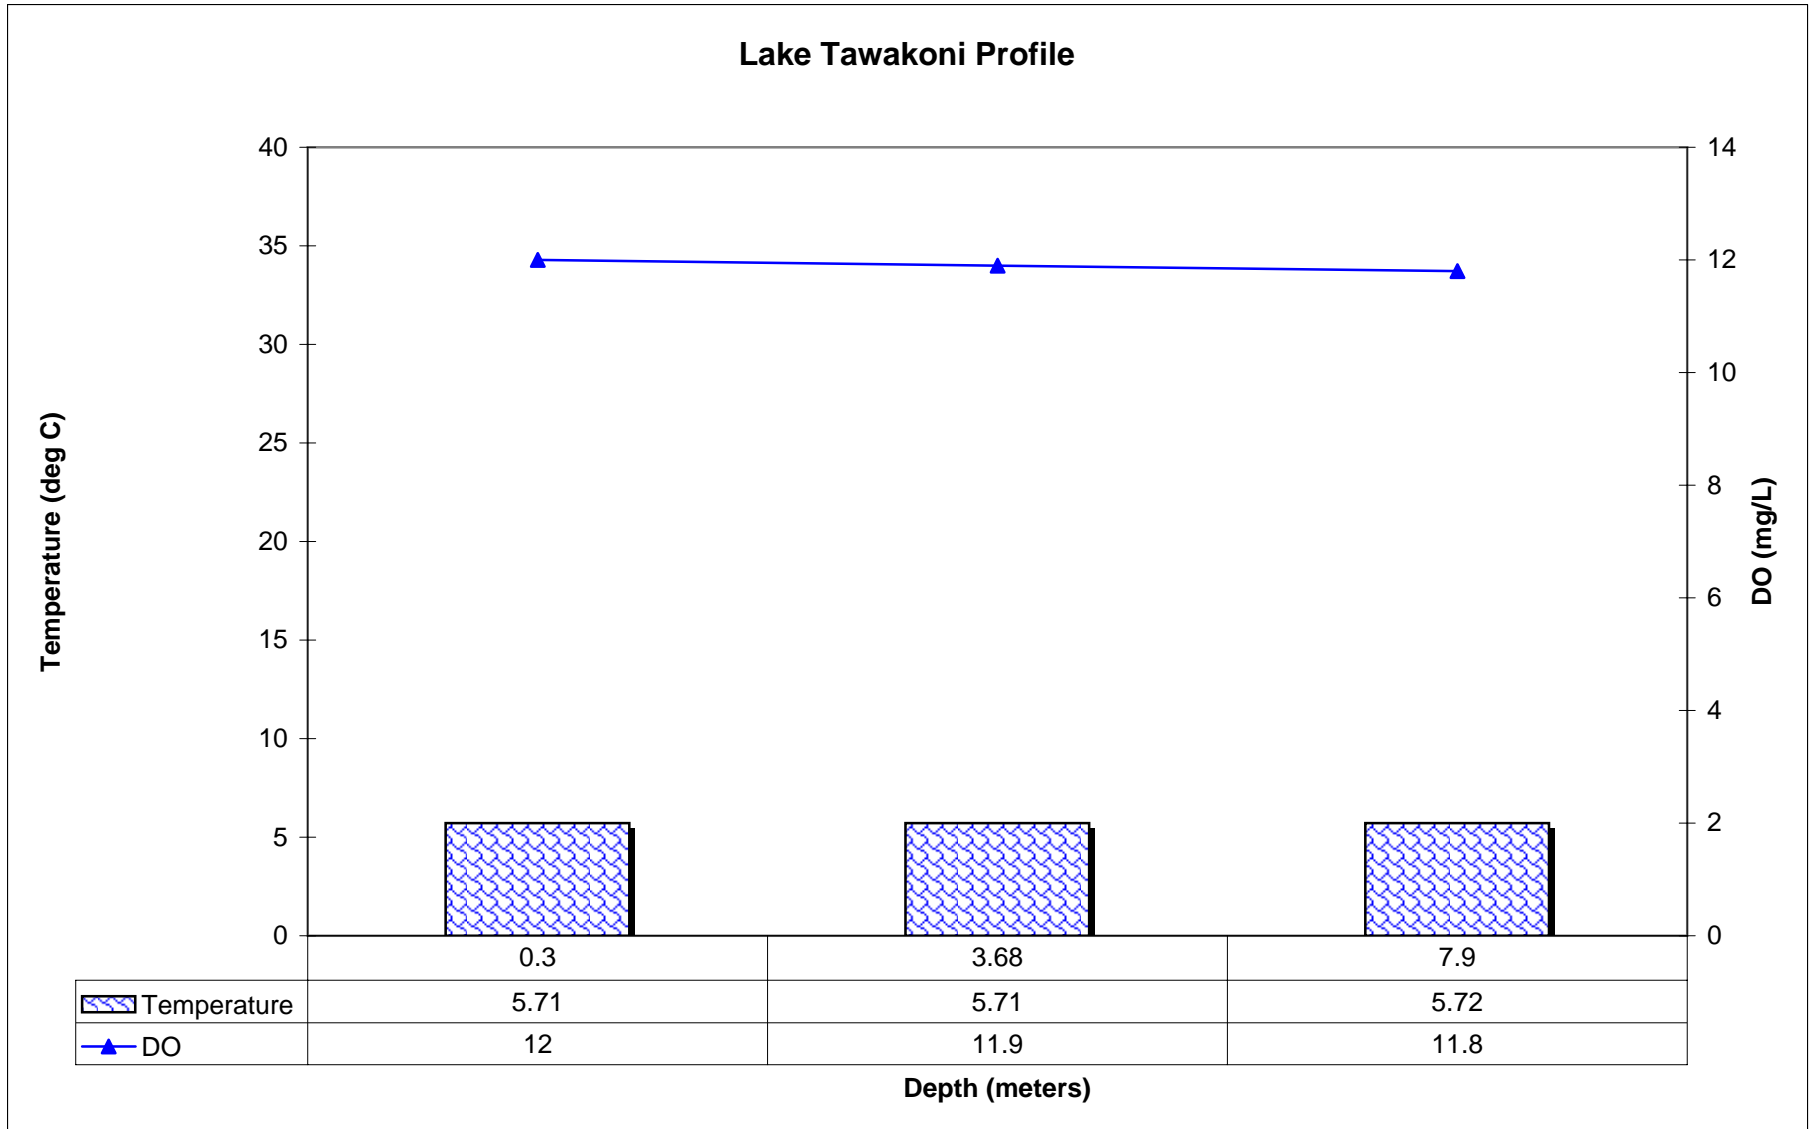 Lake Tawakoni Profile
40
35
30
25
20
15
10
5
0
Temperature (deg C)
14
12
10
8
6
4
2
0
DO (mg/L)
0.3 3.68 7.9
Temperature 5.71 5.71 5.72
DO 12 11.9 11.8
Depth (meters)